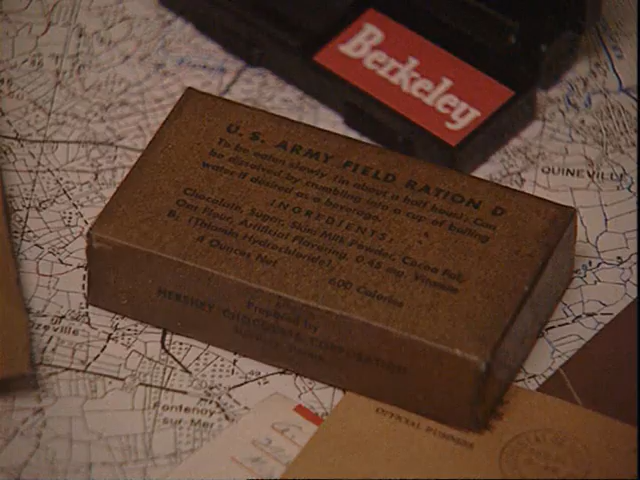 Berkeley
QUINEVILLE
U.S. ARMY FIELD RATION D
To be eaten slowly (in about a half hour). Can
be dissolved by crumbling into a cup of boiling
water if desired as a beverage.
INGREDIENTS:
Chocolate, Sugar, Skim Milk Powder, Cocoa Fat,
Oat Flour, Artificial Flavoring, 0.45 mg. Vitamin
B₁ (Thiamin Hydrochloride).
4 Ounces Net 600 Calories
Prepared by
HERSHEY CHOCOLATE CORPORATION
ozeville
Fontenay
sur-Mer
OFFICIAL BUSINESS